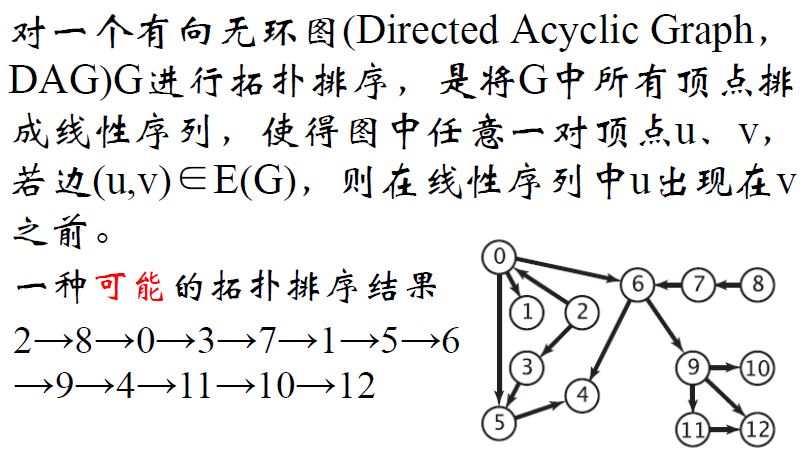 对一个有向无环图(Directed Acyclic Graph,
DAG)G进行拓扑排序，是将G中所有顶点排
成线性序列，使得图中任意一对顶点u、v，
若边(u,v)∈E(G)，则在线性序列中u出现在v
之前。
一种可能的拓扑排序结果
2→8→0→3→7→1→5→6
→9→4→11→10→12
0
6
7
8
1
2
3
9
10
4
5
11
12